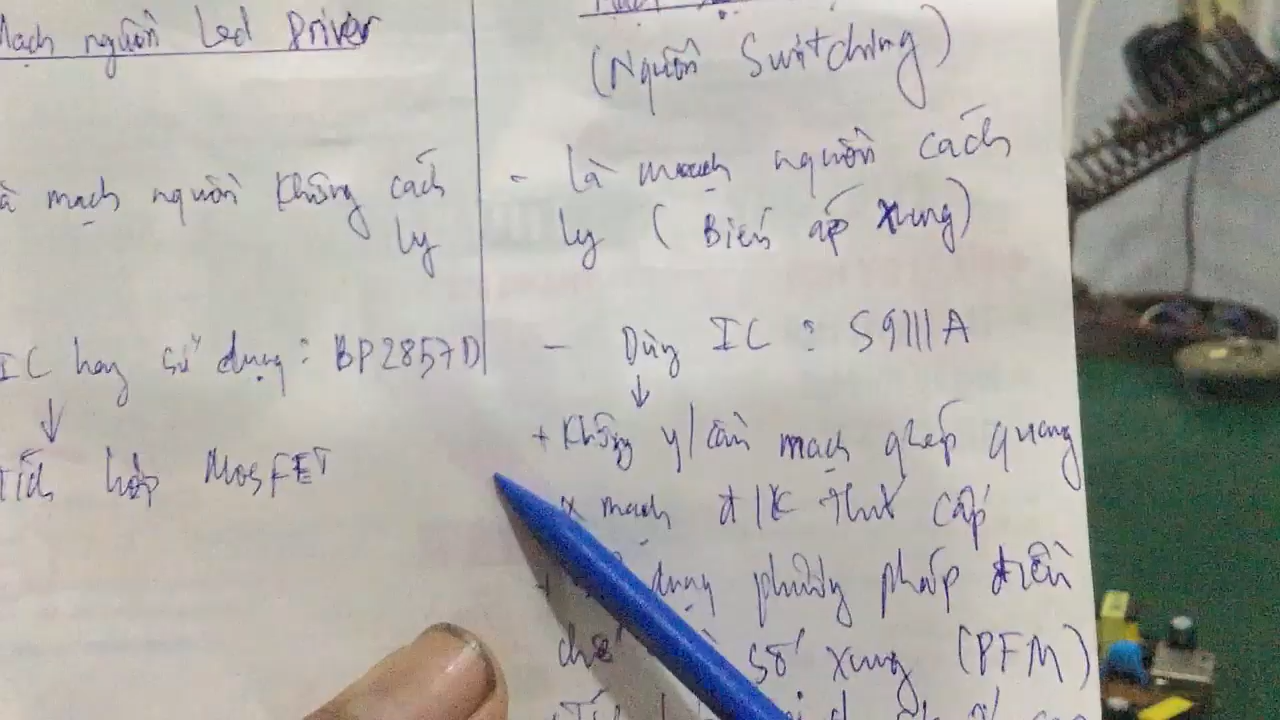 Mạch nguồn Led Driver
(Nguồn Switching)
là mạch nguồn không cách
ly
- là mạch nguồn cách
ly (Biến áp xung)
IC hay sử dụng: BP2857D
↓
tích hợp MOSFET
- Dùng IC: S9111A
↓
+ Không y/cầu mạch ghép quang
x mạch đ/k thứ cấp
+ dụng phương pháp điều
chế số xung (PFM)